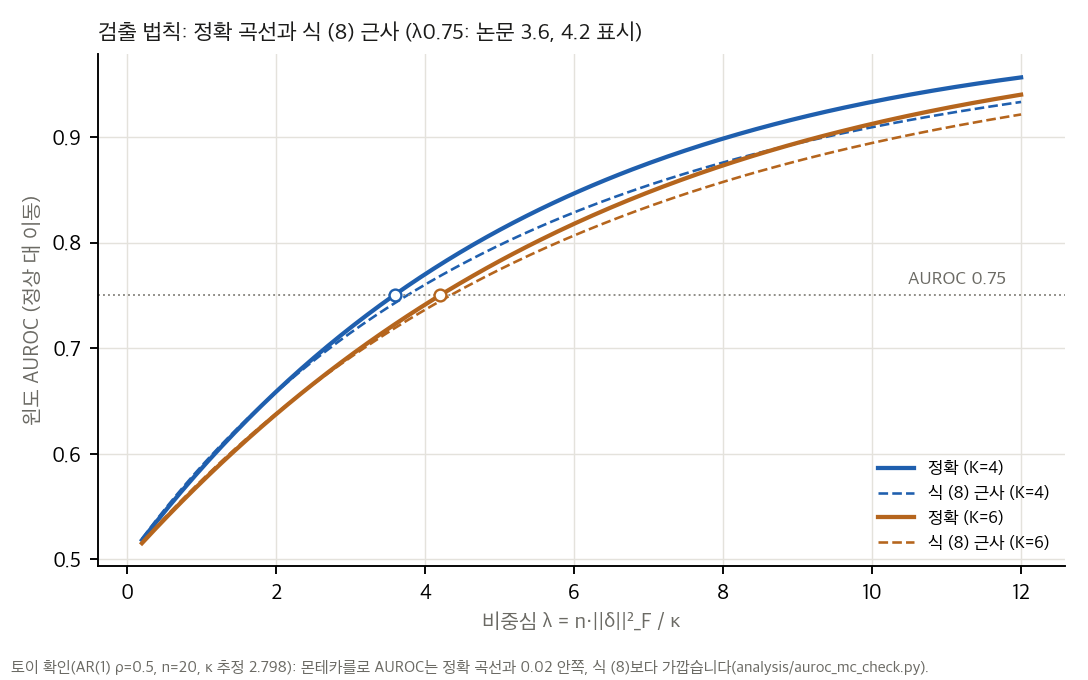 검출 법칙: 정확 곡선과 식 (8) 근사 (λ0.75: 논문 3.6, 4.2 표시)
윈도 AUROC (정상 대 이동)
0.9
0.8
0.7
0.6
0.5
AUROC 0.75
정확 (K=4)
식 (8) 근사 (K=4)
정확 (K=6)
식 (8) 근사 (K=6)
0 2 4 6 8 10 12
비중심 λ = n·||δ||²_F / κ
토이 확인(AR(1) ρ=0.5, n=20, κ 추정 2.798): 몬테카를로 AUROC는 정확 곡선과 0.02 안쪽, 식 (8)보다 가깝습니다(analysis/auroc_mc_check.py).